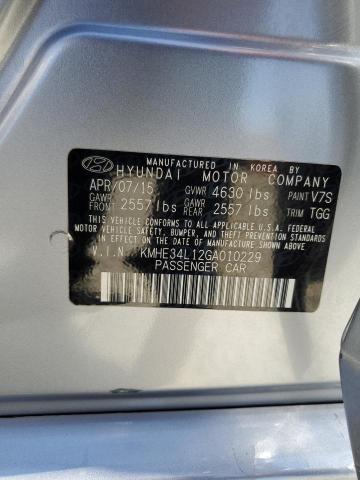 MANUFACTURED IN KOREA BY
HYUNDAI MOTOR COMPANY
APR/07/15 GVWR 4630 lbs PAINT V7S
GAWR FRONT 2557 lbs GAWR REAR 2557 lbs TRIM TGG
THIS VEHICLE CONFORMS TO ALL APPLICABLE U.S.A. FEDERAL
MOTOR VEHICLE SAFETY, BUMPER, AND THEFT PREVENTION STANDARDS
IN EFFECT ON THE DATE OF MANUFACTURE SHOWN ABOVE.
V.I.N. KMHE34L12GA010229
PASSENGER CAR